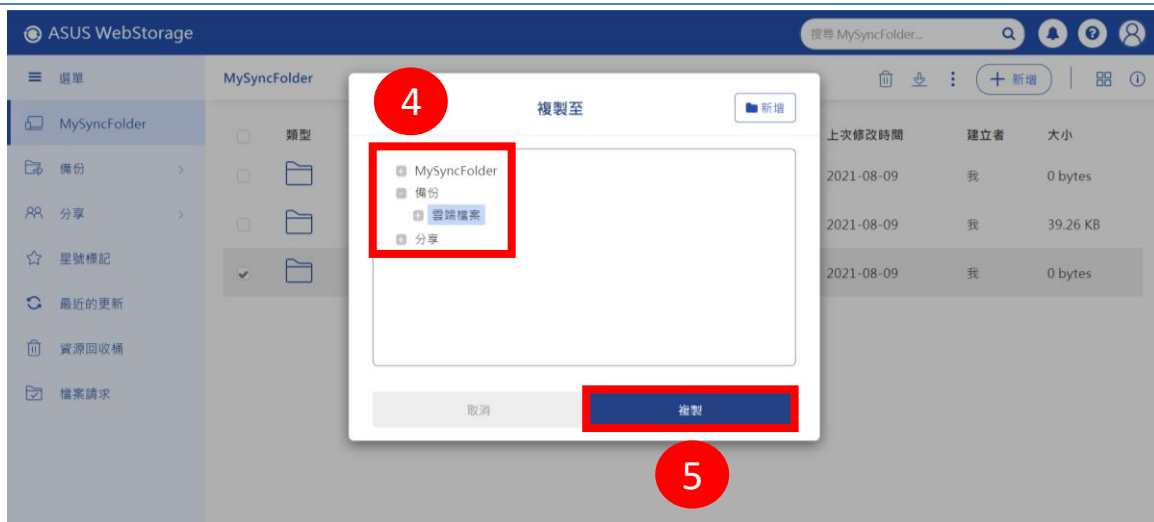 ASUS WebStorage
搜尋 MySyncFolder...
選單
MySyncFolder
備份
分享
星號標記
最近的更新
資源回收桶
檔案請求
MySyncFolder
新增
類型
上次修改時間
建立者
大小
2021-08-09
我
0 bytes
2021-08-09
我
39.26 KB
2021-08-09
我
0 bytes
4
複製至
新增
MySyncFolder
備份
雲端檔案
分享
取消
複製
5